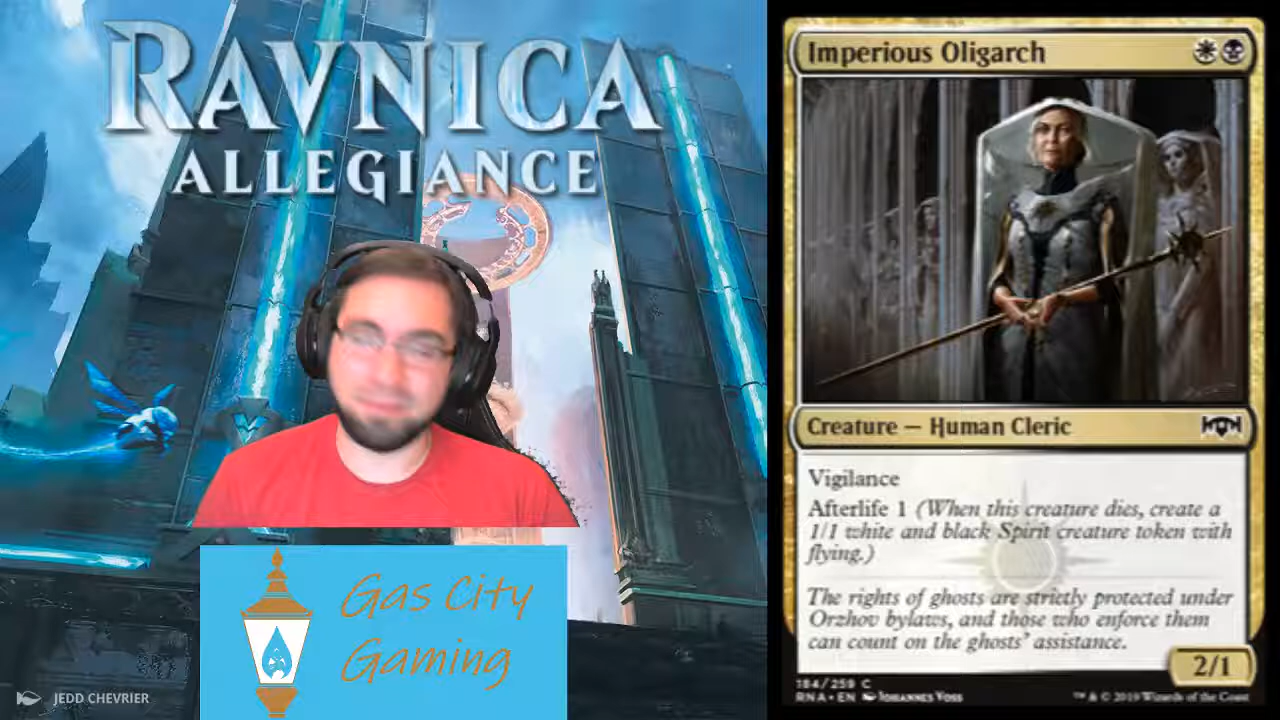 RAVNICA
ALLEGIANCE
Gas City
Gaming
JEDD CHEVRIER
Imperious Oligarch
Creature — Human Cleric
Vigilance
Afterlife 1 (When this creature dies, create a
1/1 white and black Spirit creature token with
flying.)
The rights of ghosts are strictly protected under
Orzhov bylaws, and those who enforce them
can count on the ghosts' assistance.
2/1
184/259 C
RNA • EN JOHANNES VOSS
™ & © 2019 Wizards of the Coast